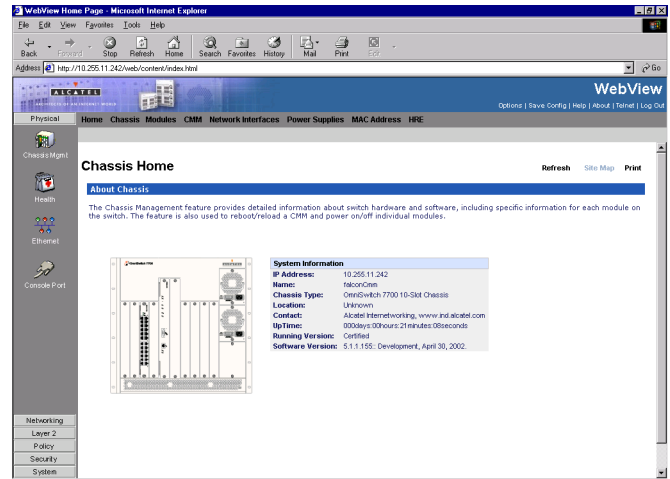 WebView Home Page - Microsoft Internet Explorer
File Edit View Favorites Tools Help
Back Forward Stop Refresh Home Search Favorites History Mail Print Edit
Address http://10.255.11.242/web/content/index.html Go
ALCATEL
WebView
Options | Save Config | Help | About | Telnet | Log Out
Physical
Home Chassis Modules CMM Network Interfaces Power Supplies MAC Address HRE
Chassis Mgmt
Health
Ethernet
Console Port
Chassis Home
Refresh Site Map Print
About Chassis
The Chassis Management feature provides detailed information about switch hardware and software, including specific information for each module on
the switch. The feature is also used to reboot/reload a CMM and power on/off individual modules.
OmniSwitch 7700
System Information
IP Address: 10.255.11.242
Name: falconCmm
Chassis Type: OmniSwitch 7700 10-Slot Chassis
Location: Unknown
Contact: Alcatel Internetworking, www.ind.alcatel.com
UpTime: 000days:00hours:21minutes:08seconds
Running Version: Certified
Software Version: 5.1.1.155:: Development, April 30, 2002.
Networking
Layer 2
Policy
Security
System